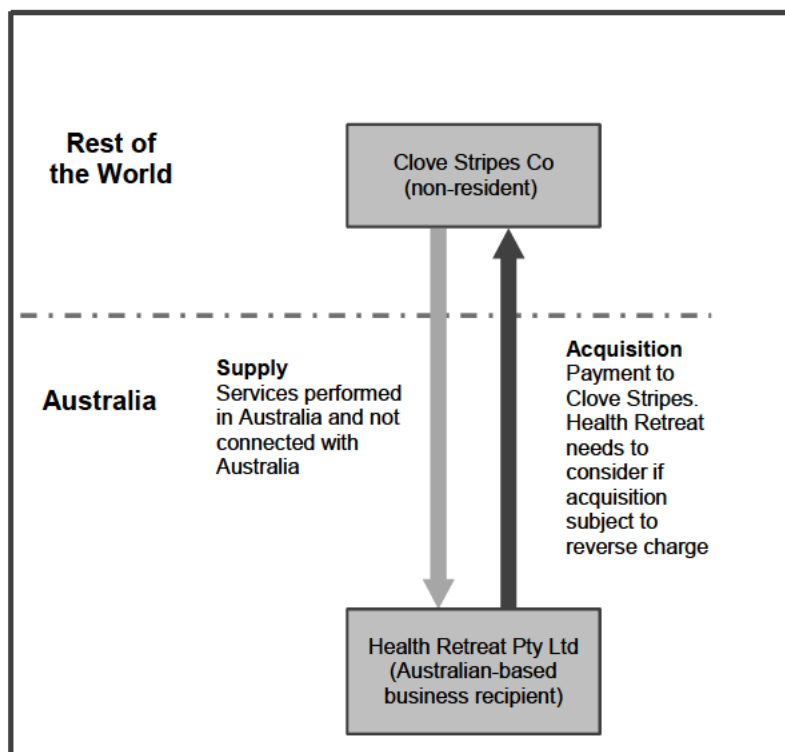 Rest of
the World
Clove Stripes Co
(non-resident)
Australia
Supply
Services performed
in Australia and not
connected with
Australia
Acquisition
Payment to
Clove Stripes.
Health Retreat
needs to
consider if
acquisition
subject to
reverse charge
Health Retreat Pty Ltd
(Australian-based
business recipient)